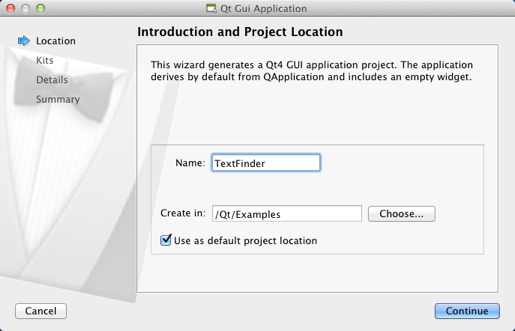 Qt Gui Application
Location
Kits
Details
Summary
Introduction and Project Location
This wizard generates a Qt4 GUI application project. The application
derives by default from QApplication and includes an empty widget.
Name: TextFinder
Create in: /Qt/Examples Choose...
Use as default project location
Cancel Continue